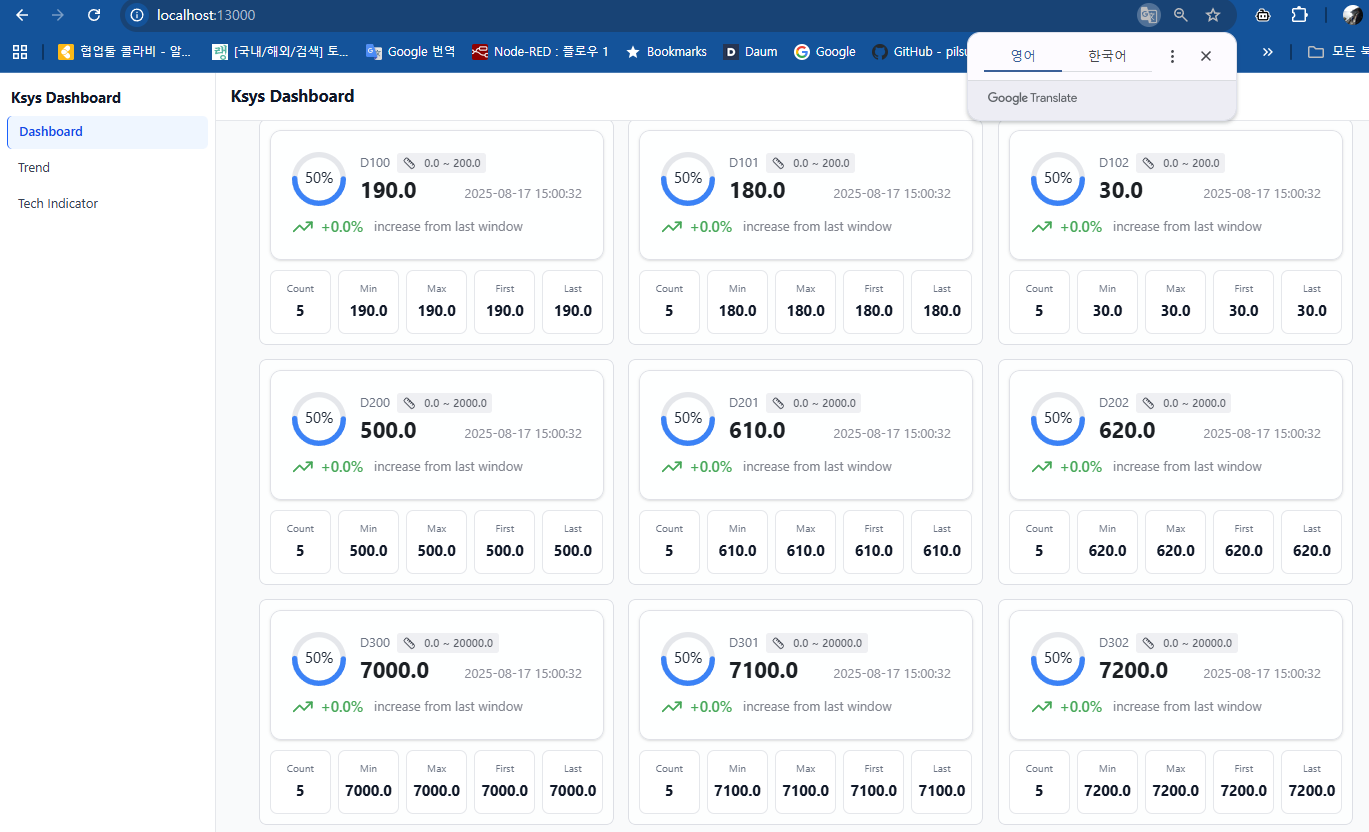 localhost:13000
협업툴 콜라비 - 알...
[국내/해외/검색] 토...
Google 번역
Node-RED : 플로우 1
Bookmarks
Daum
Google
GitHub - pilsu
모든 북
영어
한국어
Google Translate
Ksys Dashboard
Dashboard
Trend
Tech Indicator
Ksys Dashboard
50%
D100
0.0 ~ 200.0
190.0
2025-08-17 15:00:32
+0.0% increase from last window
Count Min Max First Last
5 190.0 190.0 190.0 190.0
50%
D101
0.0 ~ 200.0
180.0
2025-08-17 15:00:32
+0.0% increase from last window
Count Min Max First Last
5 180.0 180.0 180.0 180.0
50%
D102
0.0 ~ 200.0
30.0
2025-08-17 15:00:32
+0.0% increase from last window
Count Min Max First Last
5 30.0 30.0 30.0 30.0
50%
D200
0.0 ~ 2000.0
500.0
2025-08-17 15:00:32
+0.0% increase from last window
Count Min Max First Last
5 500.0 500.0 500.0 500.0
50%
D201
0.0 ~ 2000.0
610.0
2025-08-17 15:00:32
+0.0% increase from last window
Count Min Max First Last
5 610.0 610.0 610.0 610.0
50%
D202
0.0 ~ 2000.0
620.0
2025-08-17 15:00:32
+0.0% increase from last window
Count Min Max First Last
5 620.0 620.0 620.0 620.0
50%
D300
0.0 ~ 20000.0
7000.0
2025-08-17 15:00:32
+0.0% increase from last window
Count Min Max First Last
5 7000.0 7000.0 7000.0 7000.0
50%
D301
0.0 ~ 20000.0
7100.0
2025-08-17 15:00:32
+0.0% increase from last window
Count Min Max First Last
5 7100.0 7100.0 7100.0 7100.0
50%
D302
0.0 ~ 20000.0
7200.0
2025-08-17 15:00:32
+0.0% increase from last window
Count Min Max First Last
5 7200.0 7200.0 7200.0 7200.0